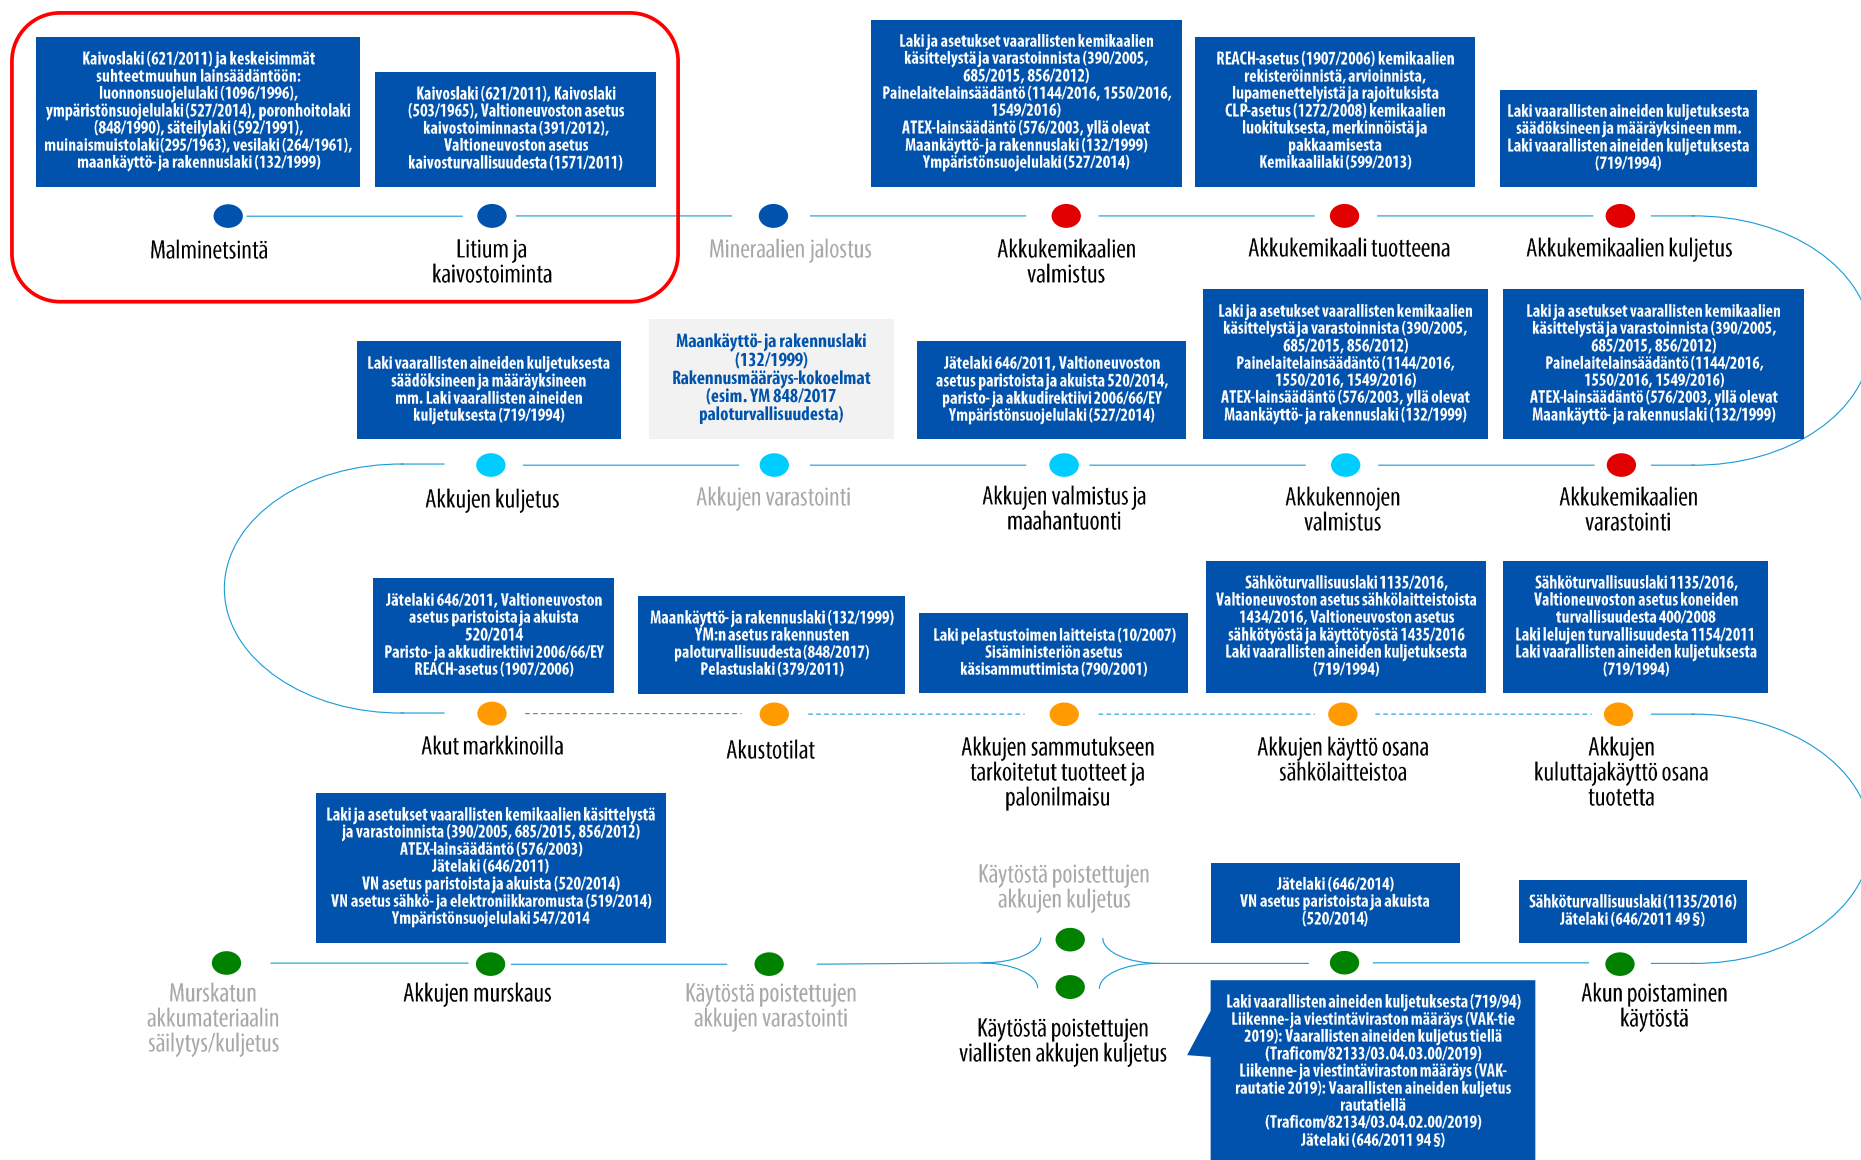 Kaivoslaki (621/2011) ja keskeisimmät
suhteet muuhun lainsäädäntöön:
luonnonsuojelulaki (1096/1996),
ympäristönsuojelulaki (527/2014), poronhoitolaki
(848/1990), säteilylaki (592/1991),
muinaismuistolaki (295/1963), vesilaki (264/1961),
maankäyttö- ja rakennuslaki (132/1999)
Malminetsintä
Kaivoslaki (621/2011), Kaivoslaki
(503/1965), Valtioneuvoston asetus
kaivostoiminnasta (391/2012),
Valtioneuvoston asetus
kaivosturvallisuudesta (1571/2011)
Litium ja
kaivostoiminta
Mineraalien jalostus
Laki ja asetukset vaarallisten kemikaalien
käsittelystä ja varastoinnista (390/2005,
685/2015, 856/2012)
Painelaitelainsäädäntö (1144/2016, 1550/2016,
1549/2016)
ATEX-lainsäädäntö (576/2003, yllä olevat
Maankäyttö- ja rakennuslaki (132/1999)
Ympäristönsuojelulaki (527/2014)
Akkukemikaalien
valmistus
REACH-asetus (1907/2006) kemikaalien
rekisteröinnistä, arvioinnista,
lupamenettelyistä ja rajoituksista
CLP-asetus (1272/2008) kemikaalien
luokituksesta, merkinnöistä ja
pakkaamisesta
Kemikaalilaki (599/2013)
Akkukemikaali tuotteena
Laki vaarallisten aineiden kuljetuksesta
säädöksineen ja määräyksineen mm.
Laki vaarallisten aineiden kuljetuksesta
(719/1994)
Akkukemikaalien kuljetus
Laki vaarallisten aineiden kuljetuksesta
säädöksineen ja määräyksineen
mm. Laki vaarallisten aineiden
kuljetuksesta (719/1994)
Akkujen kuljetus
Maankäyttö- ja rakennuslaki
(132/1999)
Rakennusmääräys-kokoelmat
(esim. YM 848/2017
paloturvallisuudesta)
Akkujen varastointi
Jätelaki 646/2011, Valtioneuvoston
asetus paristoista ja akuista 520/2014,
paristo- ja akkudirektiivi 2006/66/EY
Ympäristönsuojelulaki (527/2014)
Akkujen valmistus ja
maahantuonti
Laki ja asetukset vaarallisten kemikaalien
käsittelystä ja varastoinnista (390/2005,
685/2015, 856/2012)
Painelaitelainsäädäntö (1144/2016,
1550/2016, 1549/2016)
ATEX-lainsäädäntö (576/2003, yllä olevat
Maankäyttö- ja rakennuslaki (132/1999)
Akkukennojen
valmistus
Laki ja asetukset vaarallisten kemikaalien
käsittelystä ja varastoinnista (390/2005,
685/2015, 856/2012)
Painelaitelainsäädäntö (1144/2016,
1550/2016, 1549/2016)
ATEX-lainsäädäntö (576/2003, yllä olevat
Maankäyttö- ja rakennuslaki (132/1999)
Akkukemikaalien
varastointi
Jätelaki 646/2011, Valtioneuvoston
asetus paristoista ja akuista
520/2014
Paristo- ja akkudirektiivi 2006/66/EY
REACH-asetus (1907/2006)
Akut markkinoilla
Maankäyttö- ja rakennuslaki (132/1999)
YM:n asetus rakennusten
paloturvallisuudesta (848/2017)
Pelastuslaki (379/2011)
Akustotilat
Laki pelastustoimen laitteista (10/2007)
Sisäministeriön asetus
käsisammuttimista (790/2001)
Akkujen sammutukseen
tarkoitetut tuotteet ja
palonilmaisu
Sähköturvallisuuslaki 1135/2016,
Valtioneuvoston asetus sähkölaitteistoista
1434/2016, Valtioneuvoston asetus
sähkötyöstä ja käyttötyöstä 1435/2016
Laki vaarallisten aineiden kuljetuksesta
(719/1994)
Akkujen käyttö osana
sähkölaitteistoa
Sähköturvallisuuslaki 1135/2016,
Valtioneuvoston asetus koneiden
turvallisuudesta 400/2008
Laki lelujen turvallisuudesta 1154/2011
Laki vaarallisten aineiden kuljetuksesta
(719/1994)
Akkujen
kuluttajakäyttö osana
tuotetta
Murskatun
akkumateriaalin
säilytys/kuljetus
Laki ja asetukset vaarallisten kemikaalien käsittelystä
ja varastoinnista (390/2005, 685/2015, 856/2012)
ATEX-lainsäädäntö (576/2003)
Jätelaki (646/2011)
VN asetus paristoista ja akuista (520/2014)
VN asetus sähkö- ja elektroniikkaromusta (519/2014)
Ympäristönsuojelulaki 547/2014
Akkujen murskaus
Käytöstä poistettujen
akkujen varastointi
Käytöstä poistettujen
akkujen kuljetus
Käytöstä poistettujen
viallisten akkujen kuljetus
Jätelaki (646/2014)
VN asetus paristoista ja akuista
(520/2014)
Laki vaarallisten aineiden kuljetuksesta (719/94)
Liikenne- ja viestintäviraston määräys (VAK-tie
2019): Vaarallisten aineiden kuljetus tiellä
(Traficom/82133/03.04.03.00/2019)
Liikenne- ja viestintäviraston määräys (VAK-
rautatie 2019): Vaarallisten aineiden kuljetus
rautatiellä
(Traficom/82134/03.04.02.00/2019)
Jätelaki (646/2011 94 §)
Sähköturvallisuuslaki (1135/2016)
Jätelaki (646/2011 49 §)
Akun poistaminen
käytöstä